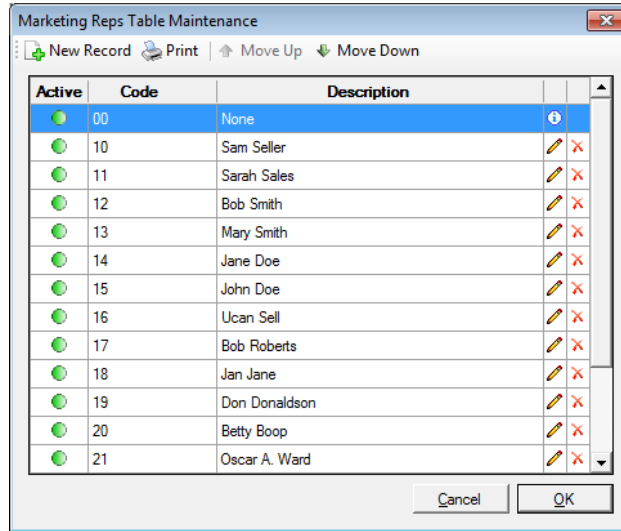 Marketing Reps Table Maintenance
New Record Print Move Up Move Down
Active Code Description
00 None
10 Sam Seller
11 Sarah Sales
12 Bob Smith
13 Mary Smith
14 Jane Doe
15 John Doe
16 Ucan Sell
17 Bob Roberts
18 Jan Jane
19 Don Donaldson
20 Betty Boop
21 Oscar A. Ward
Cancel OK